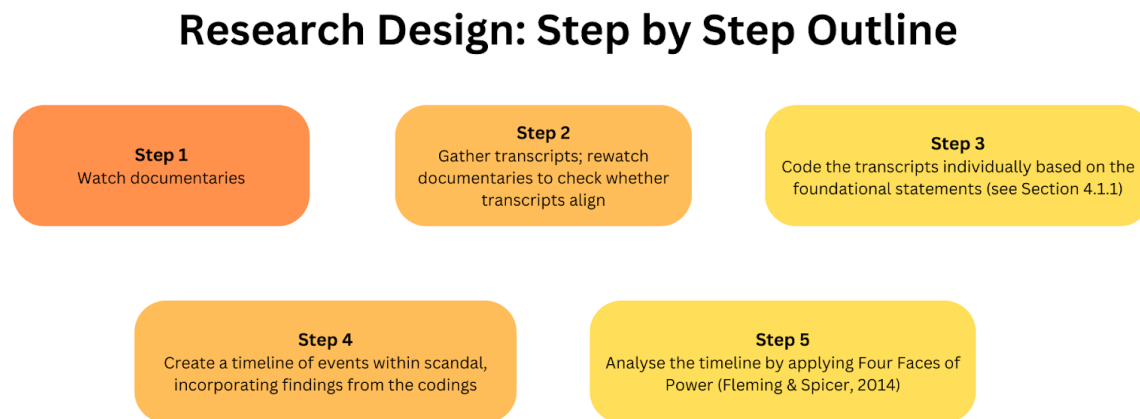 Research Design: Step by Step Outline
Step 1
Watch documentaries
Step 2
Gather transcripts; rewatch
documentaries to check whether
transcripts align
Step 3
Code the transcripts individually based on the
foundational statements (see Section 4.1.1)
Step 4
Create a timeline of events within scandal,
incorporating findings from the codings
Step 5
Analyse the timeline by applying Four Faces of
Power (Fleming & Spicer, 2014)